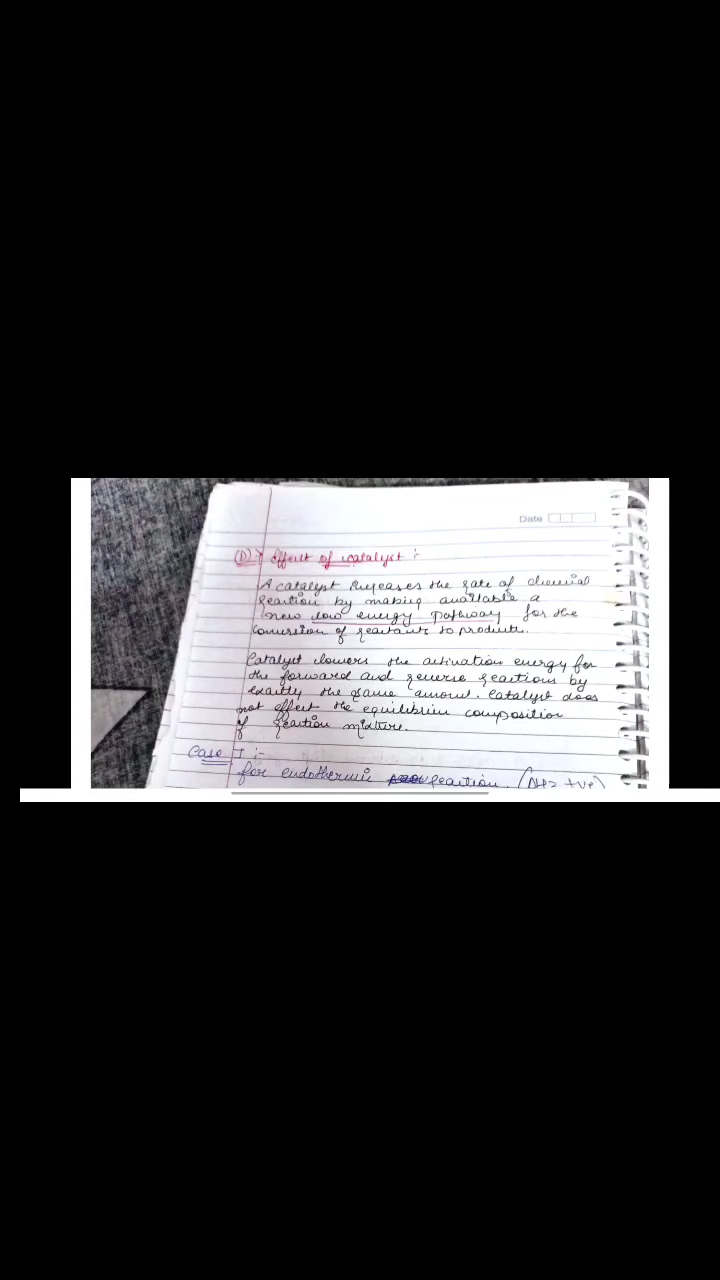 Date
(D) Effect of catalyst :-
A catalyst increases the rate of chemical
reaction by making available a
new low energy pathway for the
conversion of reactants to products.
Catalyst lowers the activation energy for
the forward and reverse reactions by
exactly the same amount. Catalyst does
not effect the equilibrium composition
of reaction mixture.
Case I :-
for endothermic reaction. (ΔH= +ve)